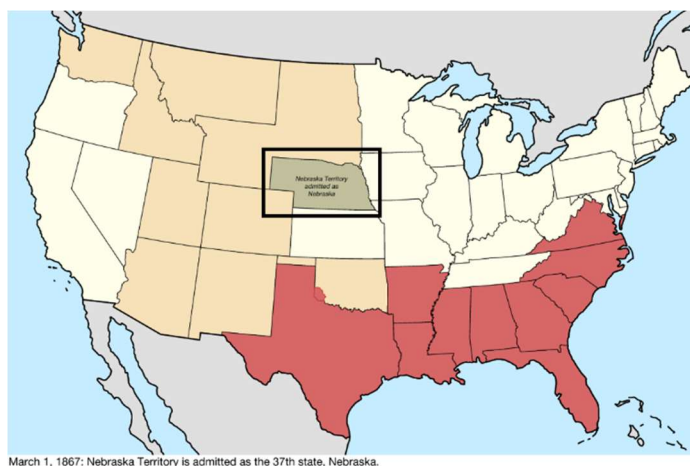 Nebraska Territory
admitted as
Nebraska
March 1, 1867: Nebraska Territory is admitted as the 37th state, Nebraska.